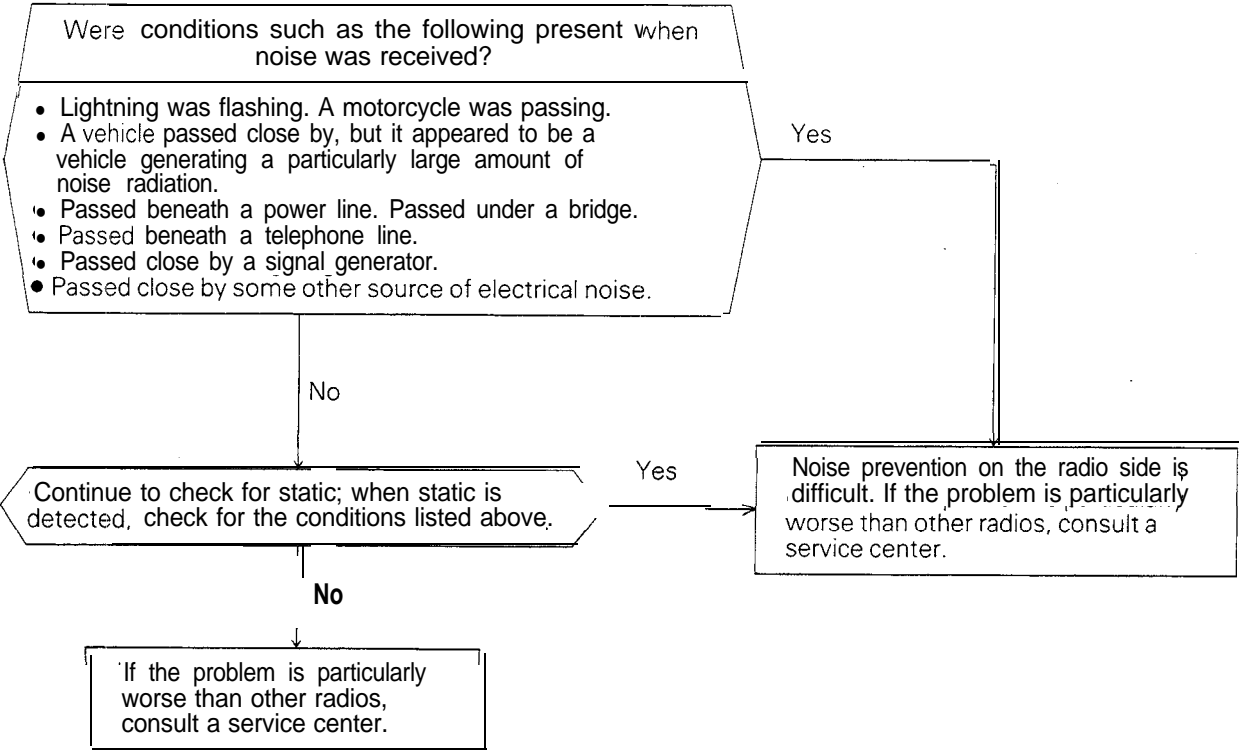 Were conditions such as the following present when
noise was received?
• Lightning was flashing. A motorcycle was passing.
• A vehicle passed close by, but it appeared to be a
vehicle generating a particularly large amount of
noise radiation.
• Passed beneath a power line. Passed under a bridge.
• Passed beneath a telephone line.
• Passed close by a signal generator.
• Passed close by some other source of electrical noise.
Yes
No
Continue to check for static; when static is
detected, check for the conditions listed above.
Yes
Noise prevention on the radio side is
difficult. If the problem is particularly
worse than other radios, consult a
service center.
No
If the problem is particularly
worse than other radios,
consult a service center.